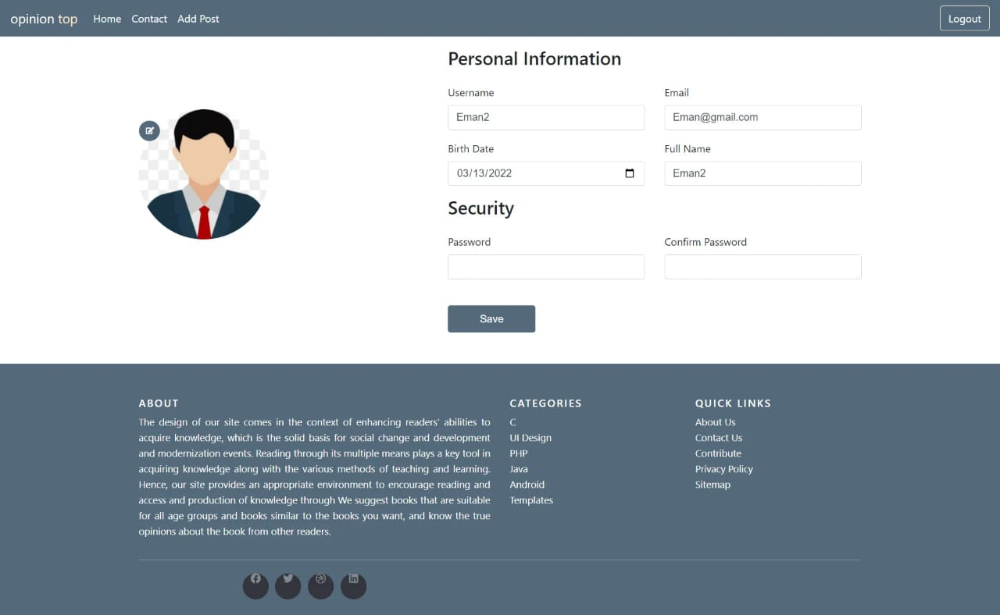 opinion top Home Contact Add Post Logout
Personal Information
Username Email
Eman2 Eman@gmail.com
Birth Date Full Name
03/13/2022 Eman2
Security
Password Confirm Password
Save
ABOUT
The design of our site comes in the context of enhancing readers' abilities to
acquire knowledge, which is the solid basis for social change and development
and modernization events. Reading through its multiple means plays a key tool in
acquiring knowledge along with the various methods of teaching and learning.
Hence, our site provides an appropriate environment to encourage reading and
access and production of knowledge through We suggest books that are suitable
for all age groups and books similar to the books you want, and know the true
opinions about the book from other readers.
CATEGORIES
C
UI Design
PHP
Java
Android
Templates
QUICK LINKS
About Us
Contact Us
Contribute
Privacy Policy
Sitemap